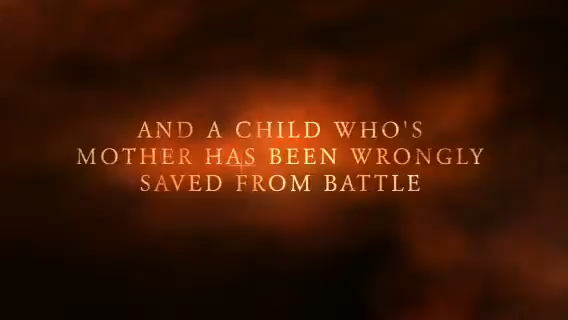 AND A CHILD WHO'S
MOTHER HAS BEEN WRONGLY
SAVED FROM BATTLE